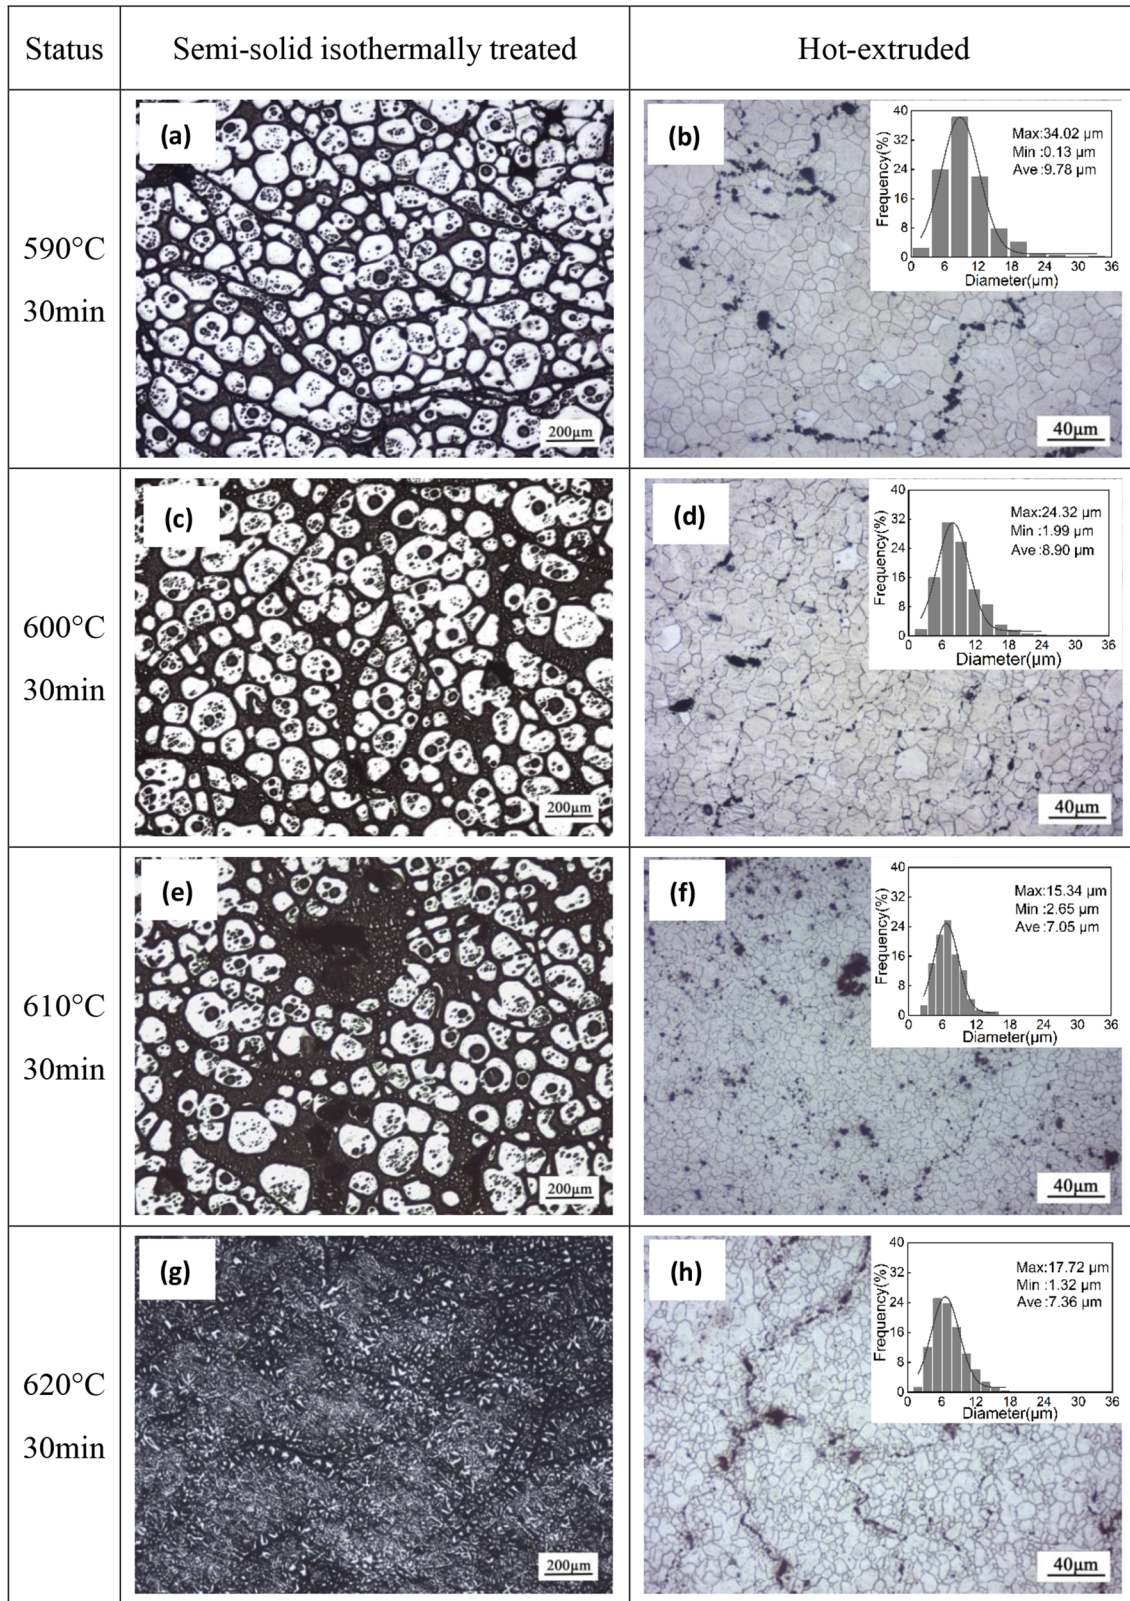 Status
Semi-solid isothermally treated
Hot-extruded
590°C
30min
(a)
200μm
(b)
40
32
24
16
8
0
Frequency(%)
Max:34.02 μm
Min :0.13 μm
Ave :9.78 μm
0 6 12 18 24 30 36
Diameter(μm)
40μm
600°C
30min
(c)
200μm
(d)
40
32
24
16
8
0
Frequency(%)
Max:24.32 μm
Min :1.99 μm
Ave :8.90 μm
0 6 12 18 24 30 36
Diameter(μm)
40μm
610°C
30min
(e)
200μm
(f)
40
32
24
16
8
0
Frequency(%)
Max:15.34 μm
Min :2.65 μm
Ave :7.05 μm
0 6 12 18 24 30 36
Diameter(μm)
40μm
620°C
30min
(g)
200μm
(h)
40
32
24
16
8
0
Frequency(%)
Max:17.72 μm
Min :1.32 μm
Ave :7.36 μm
0 6 12 18 24 30 36
Diameter(μm)
40μm